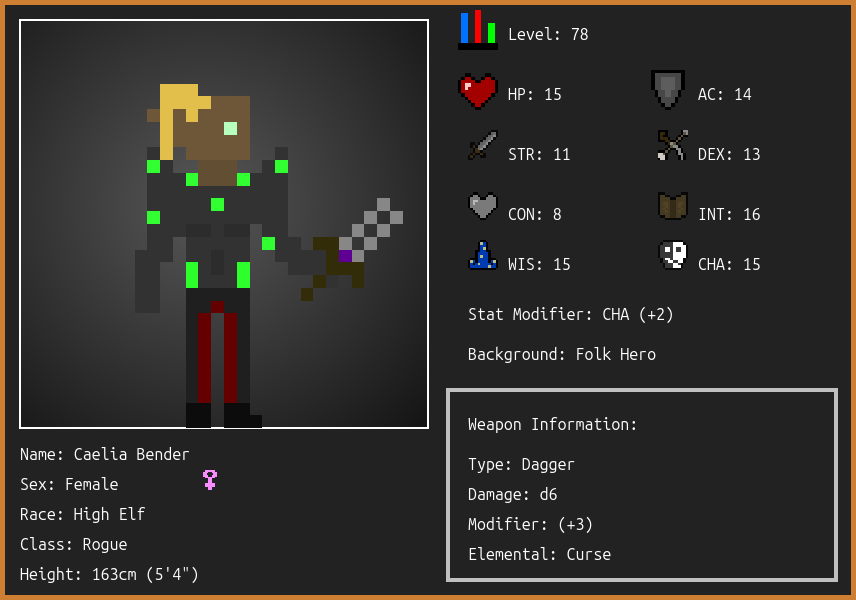 Level: 78
HP: 15
AC: 14
STR: 11
DEX: 13
CON: 8
INT: 16
WIS: 15
CHA: 15
Stat Modifier: CHA (+2)
Background: Folk Hero
Weapon Information:
Type: Dagger
Damage: d6
Modifier: (+3)
Elemental: Curse
Name: Caelia Bender
Sex: Female
Race: High Elf
Class: Rogue
Height: 163cm (5'4")